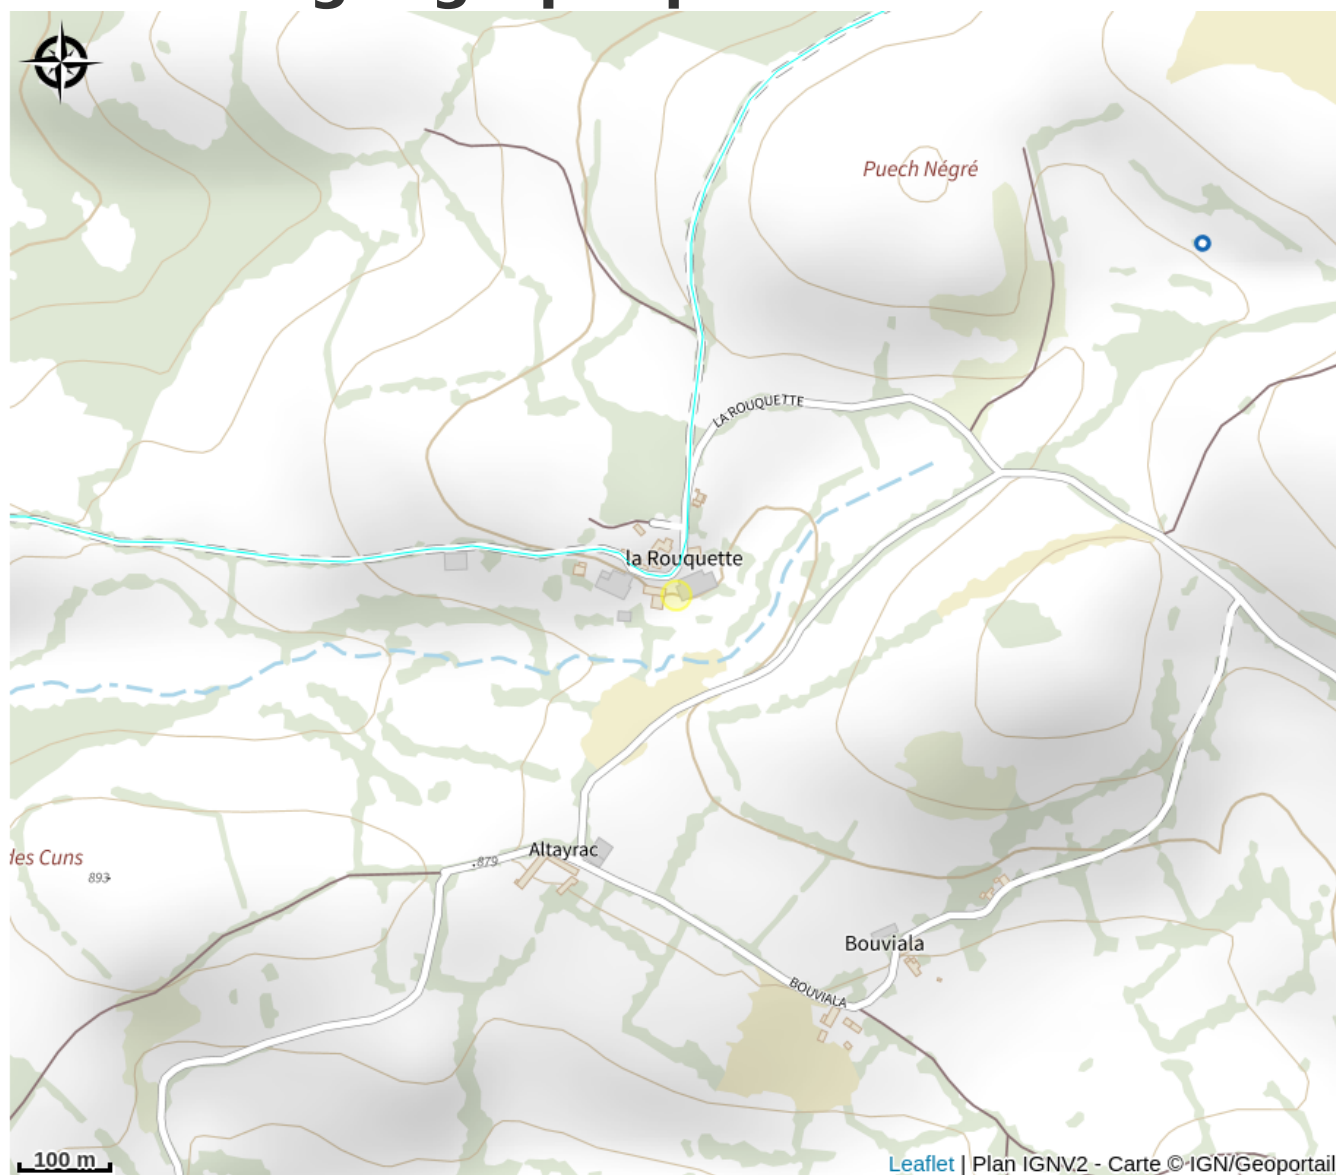 Puech Négré
LA ROUQUETTE
la Rouquette
Altayrac
.879
des Cuns
893
Bouviala
BOUVIALA
100 m
Leaflet | Plan IGNV2 - Carte © IGN/Geoportail